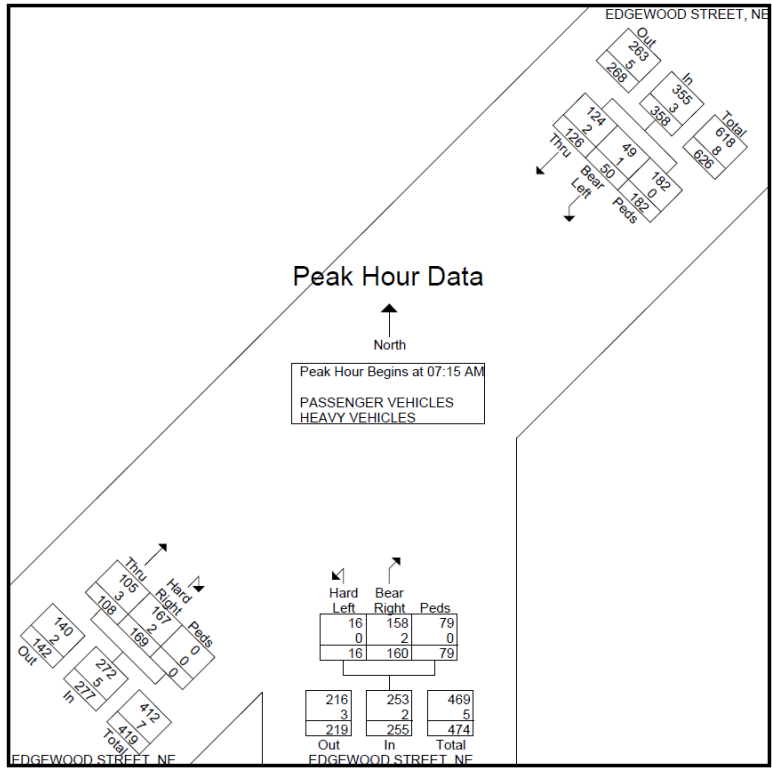 EDGEWOOD STREET, NE
Out
263
5
268
In
355
3
358
Total
618
8
626
124
2
126
49
1
50
182
0
182
Thru
Bear
Left
Peds
Peak Hour Data
North
Peak Hour Begins at 07:15 AM
PASSENGER VEHICLES
HEAVY VEHICLES
Thru
Hard
Right
Peds
105
3
108
167
2
169
0
0
0
140
2
142
Out
272
5
277
In
412
7
419
Total
EDGEWOOD STREET, NE
Hard Bear
Left Right Peds
16 158 79
0 2 0
16 160 79
216 253 469
3 2 5
219 255 474
Out In Total
EDGEWOOD STREET, NE